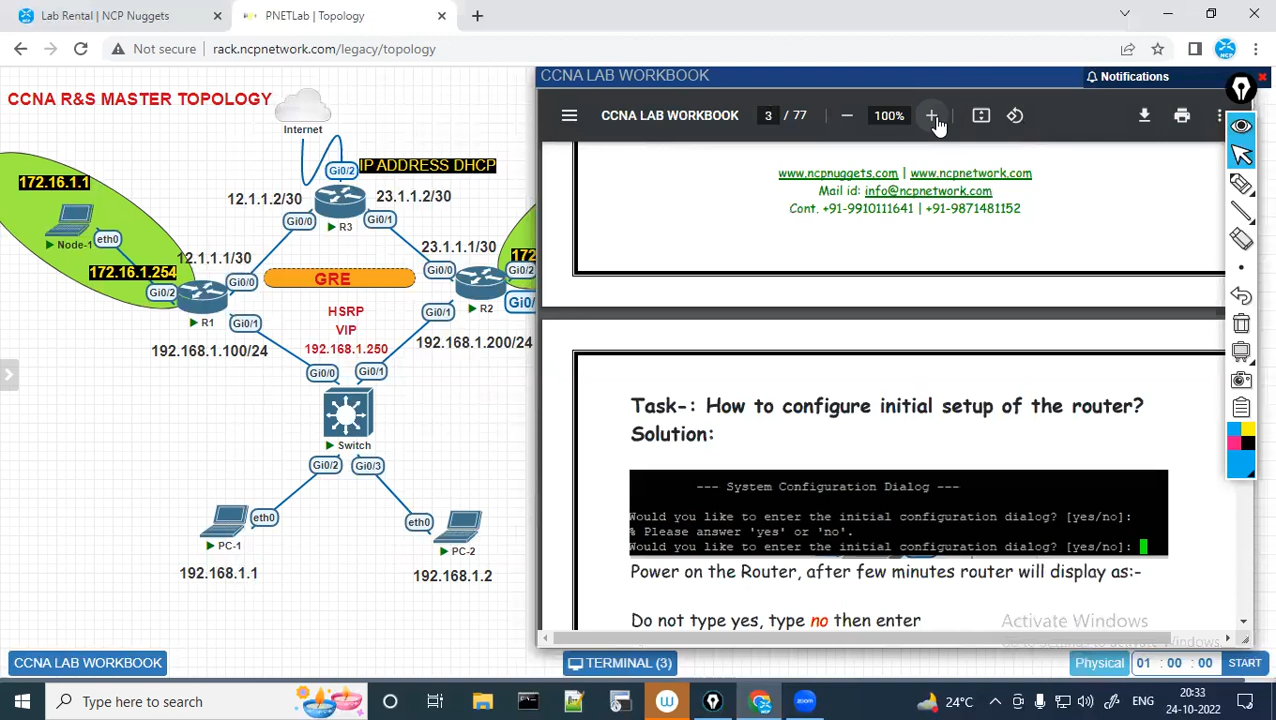 Lab Rental | NCP Nuggets
PNETLab | Topology
Not secure
rack.ncpnetwork.com/legacy/topology
CCNA R&S MASTER TOPOLOGY
Internet
172.16.1.1
Gi0/2
IP ADDRESS DHCP
12.1.1.2/30
23.1.1.2/30
Gi0/0
Gi0/1
R3
Node-1
eth0
23.1.1.1/30
12.1.1.1/30
172
172.16.1.254
Gi0/0
Gi0/0
Gi0/2
GRE
Gi0/2
Gi0/
R1
R2
HSRP
VIP
192.168.1.250
Gi0/1
Gi0/1
192.168.1.100/24
192.168.1.200/24
Gi0/0
Gi0/1
Switch
Gi0/2
Gi0/3
eth0
eth0
PC-1
PC-2
192.168.1.1
192.168.1.2
CCNA LAB WORKBOOK
Notifications
CCNA LAB WORKBOOK
3 / 77
100%
www.ncpnuggets.com | www.ncpnetwork.com
Mail id: info@ncpnetwork.com
Cont. +91-9910111641 | +91-9871481152
Task-: How to configure initial setup of the router?
Solution:
--- System Configuration Dialog ---
Would you like to enter the initial configuration dialog? [yes/no]:
% Please answer 'yes' or 'no'.
Would you like to enter the initial configuration dialog? [yes/no]:
Power on the Router, after few minutes router will display as:-
Do not type yes, type no then enter
Activate Windows
Go to Settings to activate Windows.
CCNA LAB WORKBOOK
TERMINAL (3)
Physical
01 : 00 : 00
START
Type here to search
24°C
ENG
20:33
24-10-2022